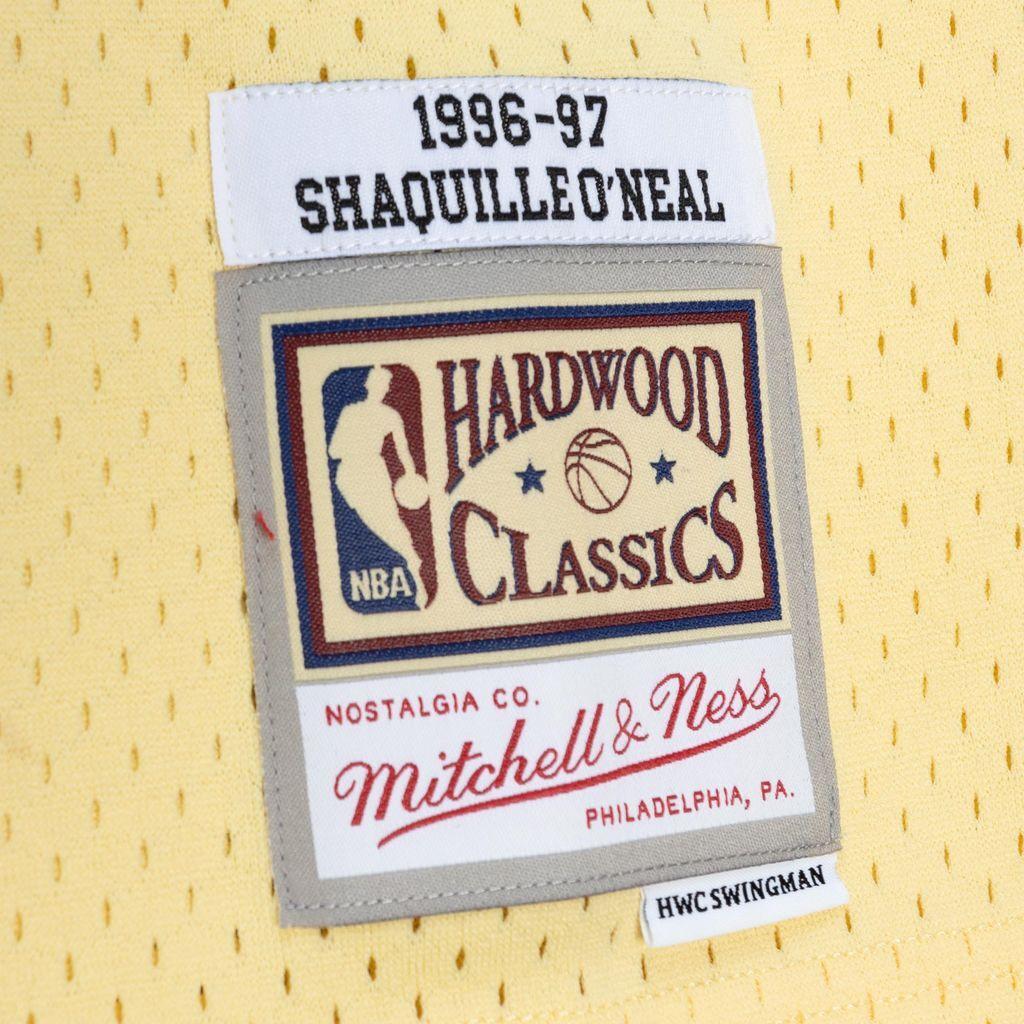 1996-97
SHAQUILLE O'NEAL
HARDWOOD
CLASSICS
NBA
NOSTALGIA CO.
Mitchell & Ness
PHILADELPHIA, PA.
HWC SWINGMAN